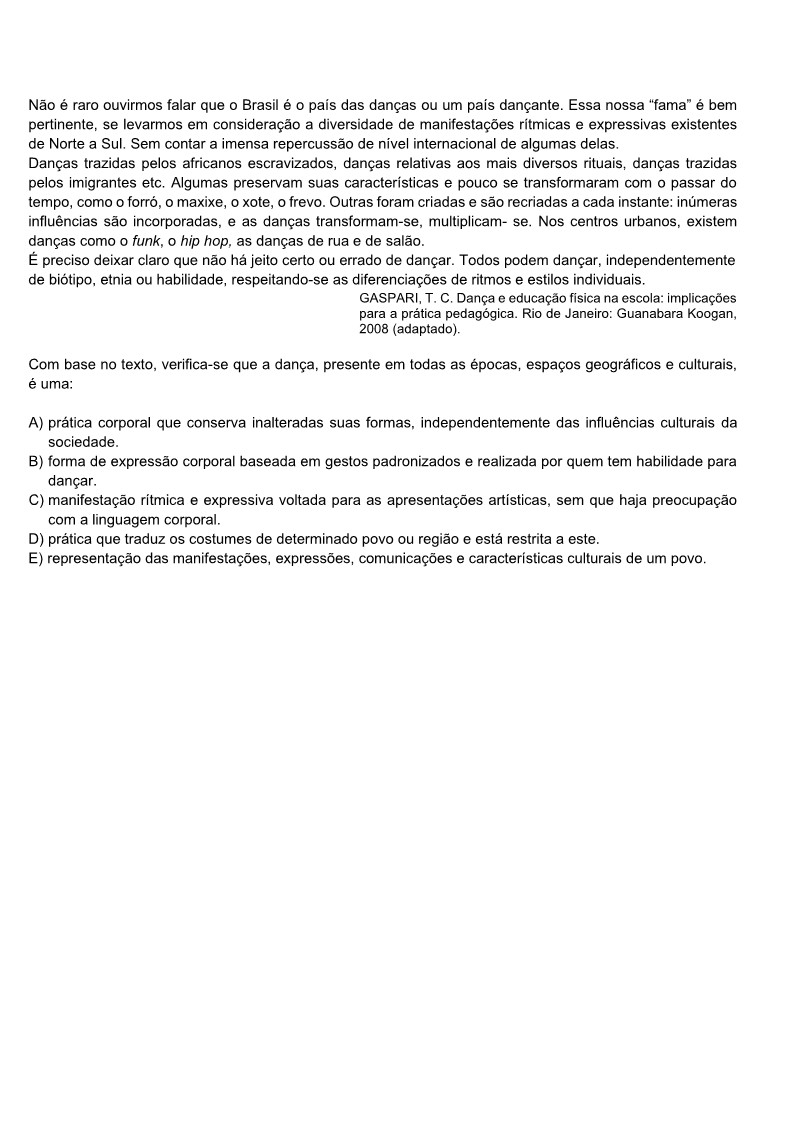 Não é raro ouvirmos falar que o Brasil é o país das danças ou um país dançante. Essa nossa “fama” é bem
pertinente, se levarmos em consideração a diversidade de manifestações rítmicas e expressivas existentes
de Norte a Sul. Sem contar a imensa repercussão de nível internacional de algumas delas.
Danças trazidas pelos africanos escravizados, danças relativas aos mais diversos rituais, danças trazidas
pelos imigrantes etc. Algumas preservam suas características e pouco se transformaram com o passar do
tempo, como o forró, o maxixe, o xote, o frevo. Outras foram criadas e são recriadas a cada instante: inúmeras
influências são incorporadas, e as danças transformam-se, multiplicam- se. Nos centros urbanos, existem
danças como o funk, o hip hop, as danças de rua e de salão.
É preciso deixar claro que não há jeito certo ou errado de dançar. Todos podem dançar, independentemente
de biótipo, etnia ou habilidade, respeitando-se as diferenciações de ritmos e estilos individuais.
GASPARI, T. C. Dança e educação física na escola: implicações
para a prática pedagógica. Rio de Janeiro: Guanabara Koogan,
2008 (adaptado).
Com base no texto, verifica-se que a dança, presente em todas as épocas, espaços geográficos e culturais,
é uma:
A) prática corporal que conserva inalteradas suas formas, independentemente das influências culturais da
sociedade.
B) forma de expressão corporal baseada em gestos padronizados e realizada por quem tem habilidade para
dançar.
C) manifestação rítmica e expressiva voltada para as apresentações artísticas, sem que haja preocupação
com a linguagem corporal.
D) prática que traduz os costumes de determinado povo ou região e está restrita a este.
E) representação das manifestações, expressões, comunicações e características culturais de um povo.